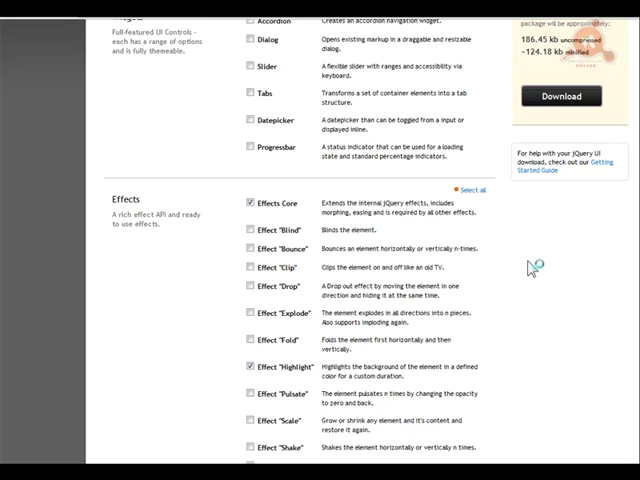 Full-featured UI Controls -
each has a range of options
and is fully themeable.
Accordion
Creates an accordion navigation widget.
Dialog
Opens existing markup in a draggable and resizable
dialog.
Slider
A flexible slider with ranges and accessibility via
keyboard.
Tabs
Transforms a set of container elements into a tab
structure.
Datepicker
A datepicker than can be toggled from a input or
displayed inline.
Progressbar
A status indicator that can be used for a loading
state and standard percentage indicators.
package will be approximately:
186.45 kb uncompressed
~124.18 kb minified
ONLINE
Download
For help with your jQuery UI
download, check out our Getting
Started Guide
Select all
Effects
A rich effect API and ready
to use effects.
Effects Core
Extends the internal jQuery effects, includes
morphing, easing and is required by all other effects.
Effect "Blind"
Blinds the element.
Effect "Bounce"
Bounces an element horizontally or vertically n-times.
Effect "Clip"
Clips the element on and off like an old TV.
Effect "Drop"
A Drop out effect by moving the element in one
direction and hiding it at the same time.
Effect "Explode"
The element explodes in all directions into n pieces.
Also supports imploding again.
Effect "Fold"
Folds the element first horizontally and then
vertically.
Effect "Highlight"
Highlights the background of the element in a defined
color for a custom duration.
Effect "Pulsate"
The element pulsates n times by changing the opacity
to zero and back.
Effect "Scale"
Grow or shrink any element and it's content and
restore it again.
Effect "Shake"
Shakes the element horizontally or vertically n times.